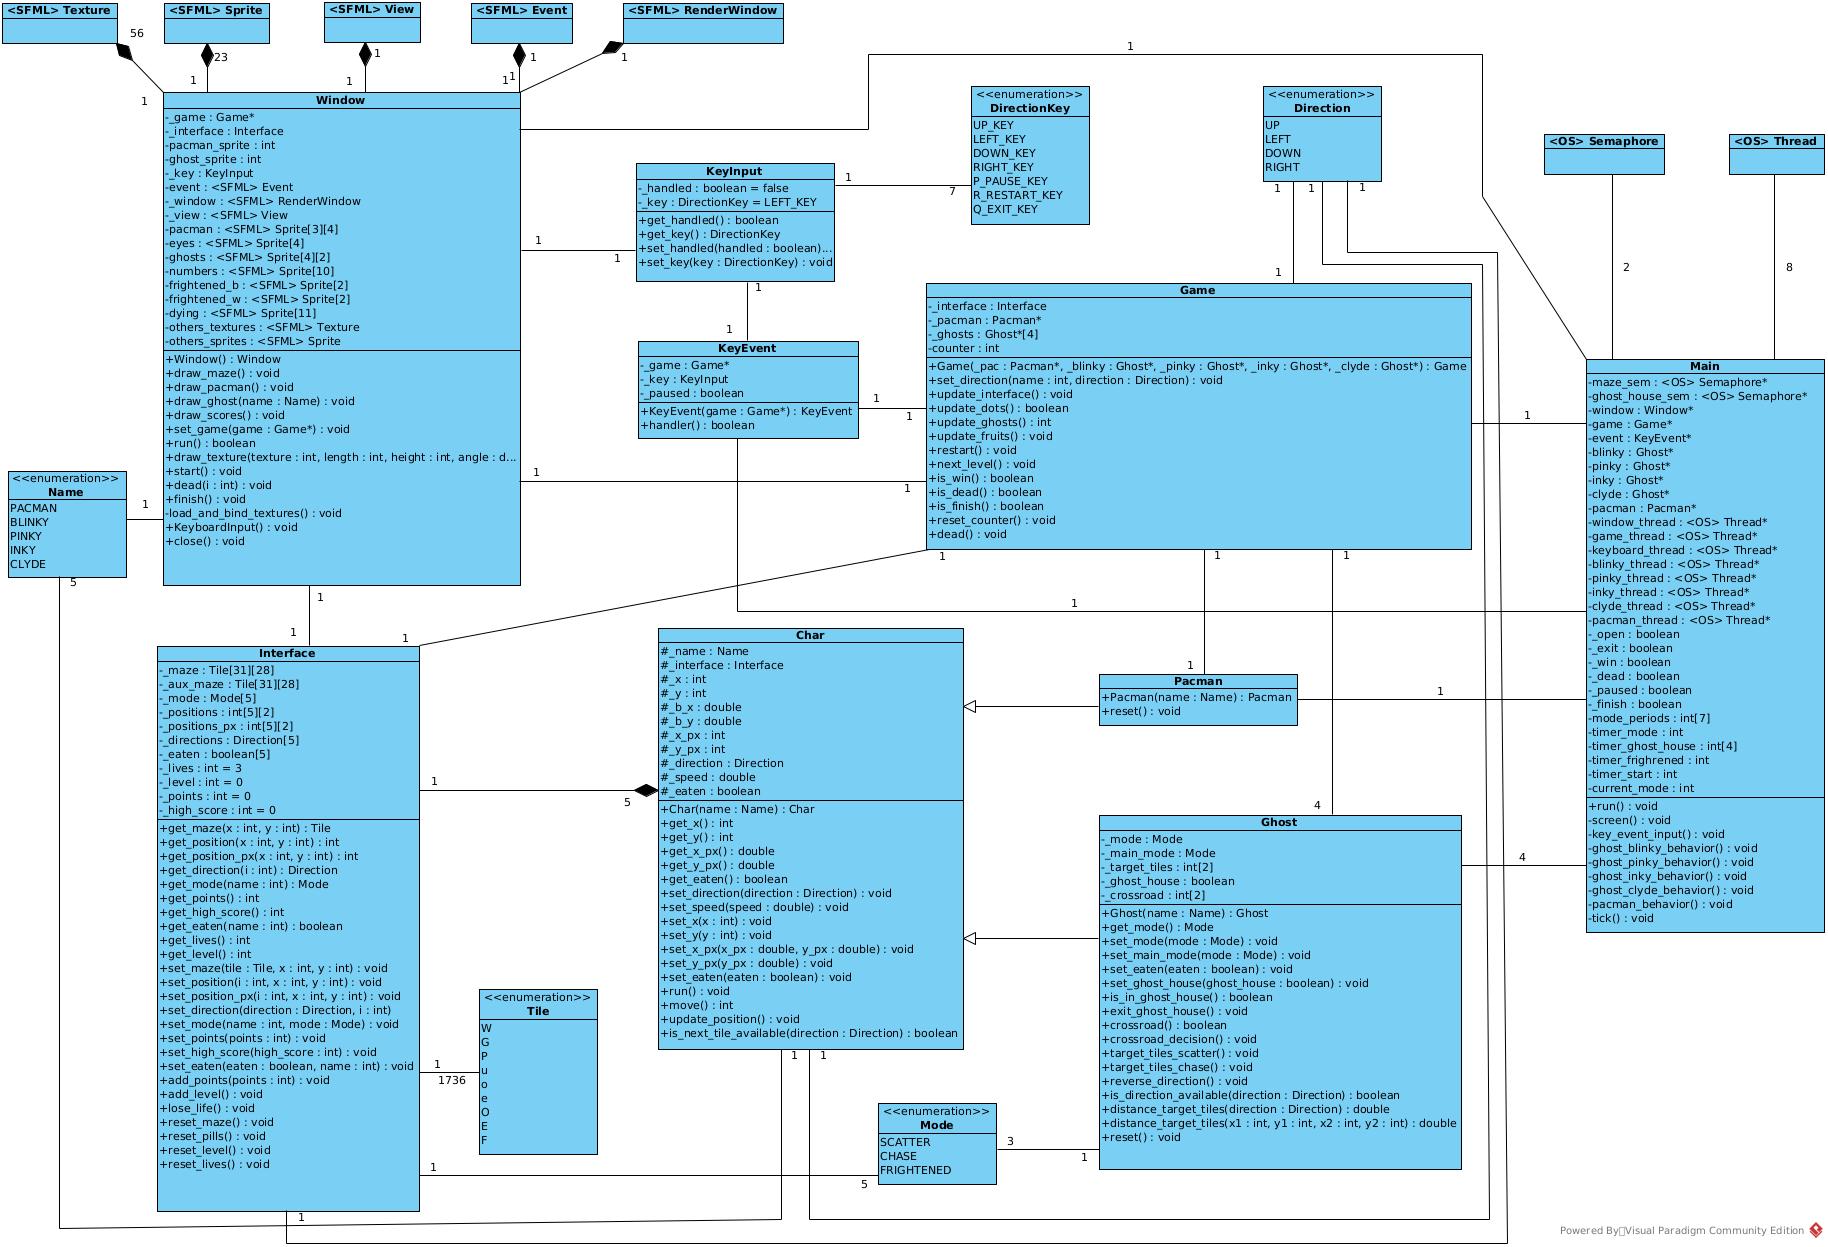 <SFML> Texture
<SFML> Sprite
<SFML> View
<SFML> Event
<SFML> RenderWindow
56
23
1
1
1
1
1
1
1
1
1
Window
-_game : Game*
-_interface : Interface
-pacman_sprite : int
-ghost_sprite : int
-_key : KeyInput
-event : <SFML> Event
-_window : <SFML> RenderWindow
-_view : <SFML> View
-pacman : <SFML> Sprite[3][4]
-eyes : <SFML> Sprite[4]
-ghosts : <SFML> Sprite[4][2]
-numbers : <SFML> Sprite[10]
-frightened_b : <SFML> Sprite[2]
-frightened_w : <SFML> Sprite[2]
-dying : <SFML> Sprite[11]
-others_textures : <SFML> Texture
-others_sprites : <SFML> Sprite
+Window() : Window
+draw_maze() : void
+draw_pacman() : void
+draw_ghost(name : Name) : void
+draw_scores() : void
+set_game(game : Game*) : void
+run() : boolean
+draw_texture(texture : int, length : int, height : int, angle : d...
+start() : void
+dead(i : int) : void
+finish() : void
-load_and_bind_textures() : void
+KeyboardInput() : void
+close() : void
<<enumeration>>
DirectionKey
UP_KEY
LEFT_KEY
DOWN_KEY
RIGHT_KEY
P_PAUSE_KEY
R_RESTART_KEY
Q_EXIT_KEY
<<enumeration>>
Direction
UP
LEFT
DOWN
RIGHT
1
1
1
1
<OS> Semaphore
<OS> Thread
2
8
KeyInput
-_handled : boolean = false
-_key : DirectionKey = LEFT_KEY
+get_handled() : boolean
+get_key() : DirectionKey
+set_handled(handled : boolean)...
+set_key(key : DirectionKey) : void
1
7
1
1
1
1
KeyEvent
-_game : Game*
-_key : KeyInput
-_paused : boolean
+KeyEvent(game : Game*) : KeyEvent
+handler() : boolean
1
1
1
1
Game
-_interface : Interface
-_pacman : Pacman*
-_ghosts : Ghost*[4]
-counter : int
+Game(_pac : Pacman*, _blinky : Ghost*, _pinky : Ghost*, _inky : Ghost*, _clyde : Ghost*) : Game
+set_direction(name : int, direction : Direction) : void
+update_interface() : void
+update_dots() : boolean
+update_ghosts() : int
+update_fruits() : void
+restart() : void
+next_level() : void
+is_win() : boolean
+is_dead() : boolean
+is_finish() : boolean
+reset_counter() : void
+dead() : void
1
1
1
1
Main
-maze_sem : <OS> Semaphore*
-ghost_house_sem : <OS> Semaphore*
-window : Window*
-game : Game*
-event : KeyEvent*
-blinky : Ghost*
-pinky : Ghost*
-inky : Ghost*
-clyde : Ghost*
-pacman : Pacman*
-window_thread : <OS> Thread*
-game_thread : <OS> Thread*
-keyboard_thread : <OS> Thread*
-blinky_thread : <OS> Thread*
-pinky_thread : <OS> Thread*
-inky_thread : <OS> Thread*
-clyde_thread : <OS> Thread*
-pacman_thread : <OS> Thread*
-_open : boolean
-_exit : boolean
-_win : boolean
-_dead : boolean
-_paused : boolean
-_finish : boolean
-mode_periods : int[7]
-timer_mode : int
-timer_ghost_house : int[4]
-timer_frighrened : int
-timer_start : int
-current_mode : int
+run() : void
-screen() : void
-key_event_input() : void
-ghost_blinky_behavior() : void
-ghost_pinky_behavior() : void
-ghost_inky_behavior() : void
-ghost_clyde_behavior() : void
-pacman_behavior() : void
-tick() : void
<<enumeration>>
Name
PACMAN
BLINKY
PINKY
INKY
CLYDE
1
5
1
1
1
1
Interface
-_maze : Tile[31][28]
-_aux_maze : Tile[31][28]
-_mode : Mode[5]
-_positions : int[5][2]
-_positions_px : int[5][2]
-_directions : Direction[5]
-_eaten : boolean[5]
-_lives : int = 3
-_level : int = 0
-_points : int = 0
-_high_score : int = 0
+get_maze(x : int, y : int) : Tile
+get_position(x : int, y : int) : int
+get_position_px(x : int, y : int) : int
+get_direction(i : int) : Direction
+get_mode(name : int) : Mode
+get_points() : int
+get_high_score() : int
+get_eaten(name : int) : boolean
+get_lives() : int
+get_level() : int
+set_maze(tile : Tile, x : int, y : int) : void
+set_position(i : int, x : int, y : int) : void
+set_position_px(i : int, x : int, y : int) : void
+set_direction(direction : Direction, i : int)
+set_mode(name : int, mode : Mode) : void
+set_points(points : int) : void
+set_high_score(high_score : int) : void
+set_eaten(eaten : boolean, name : int) : void
+add_points(points : int) : void
+add_level() : void
+lose_life() : void
+reset_maze() : void
+reset_pills() : void
+reset_level() : void
+reset_lives() : void
1
5
1
1736
1
5
1
<<enumeration>>
Tile
W
G
P
u
o
e
O
E
F
Char
#_name : Name
#_interface : Interface
#_x : int
#_y : int
#_b_x : double
#_b_y : double
#_x_px : int
#_y_px : int
#_direction : Direction
#_speed : double
#_eaten : boolean
+Char(name : Name) : Char
+get_x() : int
+get_y() : int
+get_x_px() : double
+get_y_px() : double
+get_eaten() : boolean
+set_direction(direction : Direction) : void
+set_speed(speed : double) : void
+set_x(x : int) : void
+set_y(y : int) : void
+set_x_px(x_px : double, y_px : double) : void
+set_y_px(y_px : double) : void
+set_eaten(eaten : boolean) : void
+run() : void
+move() : int
+update_position() : void
+is_next_tile_available(direction : Direction) : boolean
1
1
1
1
1
Pacman
+Pacman(name : Name) : Pacman
+reset() : void
1
4
4
Ghost
-_mode : Mode
-_main_mode : Mode
-_target_tiles : int[2]
-_ghost_house : boolean
-_crossroad : int[2]
+Ghost(name : Name) : Ghost
+get_mode() : Mode
+set_mode(mode : Mode) : void
+set_main_mode(mode : Mode) : void
+set_eaten(eaten : boolean) : void
+set_ghost_house(ghost_house : boolean) : void
+is_in_ghost_house() : boolean
+exit_ghost_house() : void
+crossroad() : boolean
+crossroad_decision() : void
+target_tiles_scatter() : void
+target_tiles_chase() : void
+reverse_direction() : void
+is_direction_available(direction : Direction) : boolean
+distance_target_tiles(direction : Direction) : double
+distance_target_tiles(x1 : int, y1 : int, x2 : int, y2 : int) : double
+reset() : void
<<enumeration>>
Mode
SCATTER
CHASE
FRIGHTENED
3
1
Powered By Visual Paradigm Community Edition